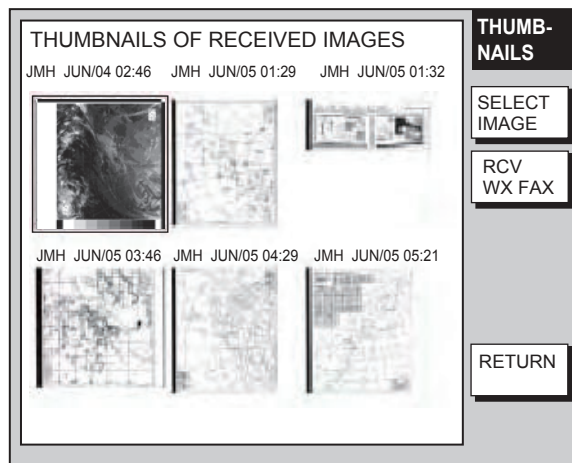 THUMBNAILS OF RECEIVED IMAGES
JMH JUN/04 02:46 JMH JUN/05 01:29 JMH JUN/05 01:32
JMH JUN/05 03:46 JMH JUN/05 04:29 JMH JUN/05 05:21
THUMB-
NAILS
SELECT
IMAGE
RCV
WX FAX
RETURN